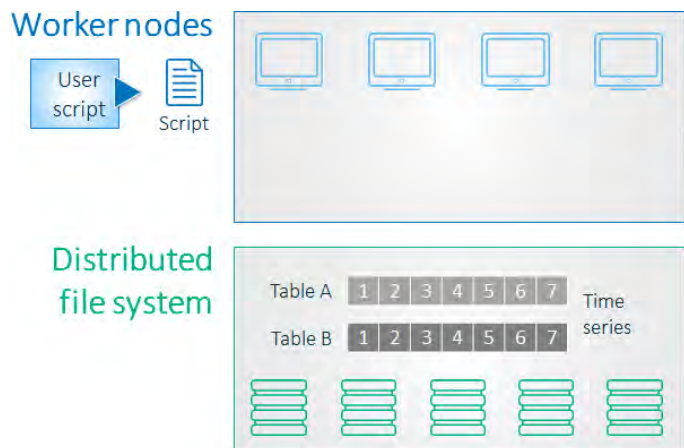 Worker nodes
User
script
Script
Distributed
file system
Table A 1 2 3 4 5 6 7
Table B 1 2 3 4 5 6 7
Time
series